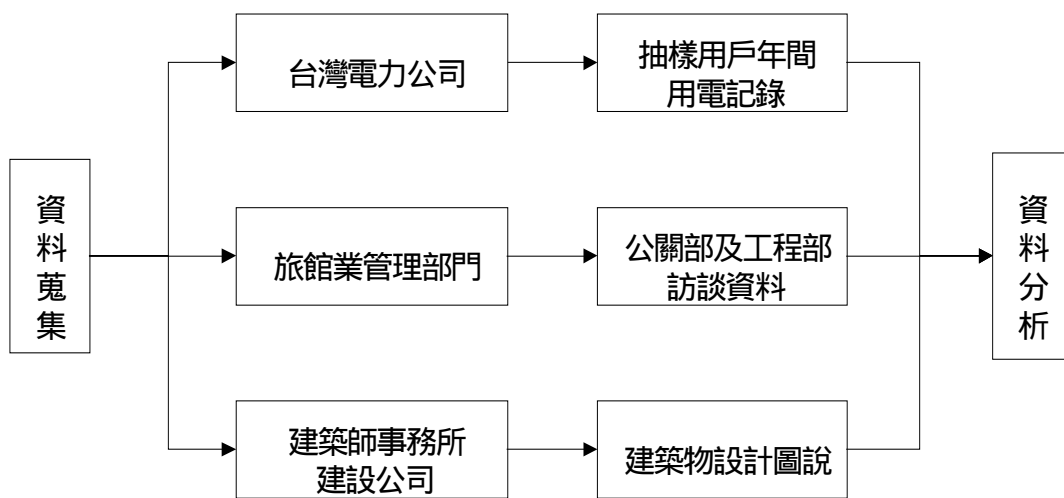 資料蒐集
台灣電力公司
抽樣用戶年間
用電記錄
旅館業管理部門
公關部及工程部
訪談資料
建築師事務所
建設公司
建築物設計圖說
資料分析